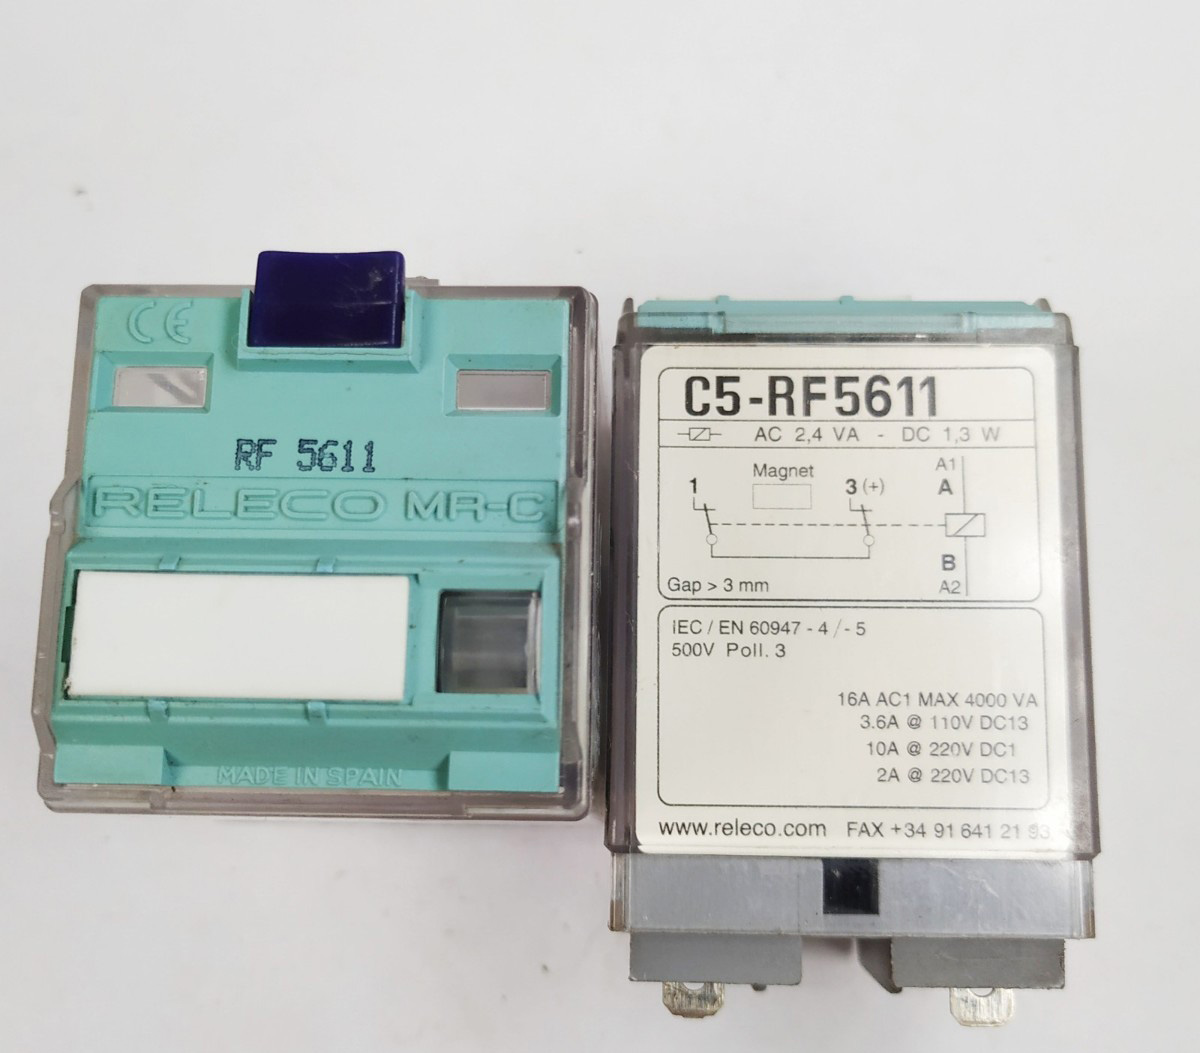 CE
RF 5611
RELECO MR-C
MADE IN SPAIN
C5-RF5611
AC 2,4 VA - DC 1,3 W
A1
Magnet
1
3 (+)
A
B
Gap > 3 mm
A2
IEC / EN 60947 - 4 / - 5
500V Poll. 3
16A AC1 MAX 4000 VA
3.6A @ 110V DC13
10A @ 220V DC1
2A @ 220V DC13
www.releco.com FAX +34 91 641 21 93